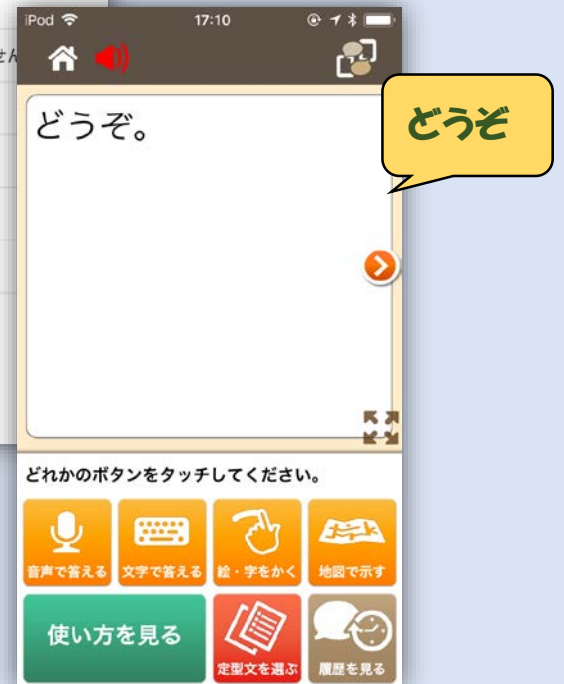 iPod 17:10
せん
どうぞ。
どうぞ
どれかのボタンをタッチしてください。
音声で答える 文字で答える 絵・字をかく 地図で示す
使い方を見る 定型文を選ぶ 履歴を見る